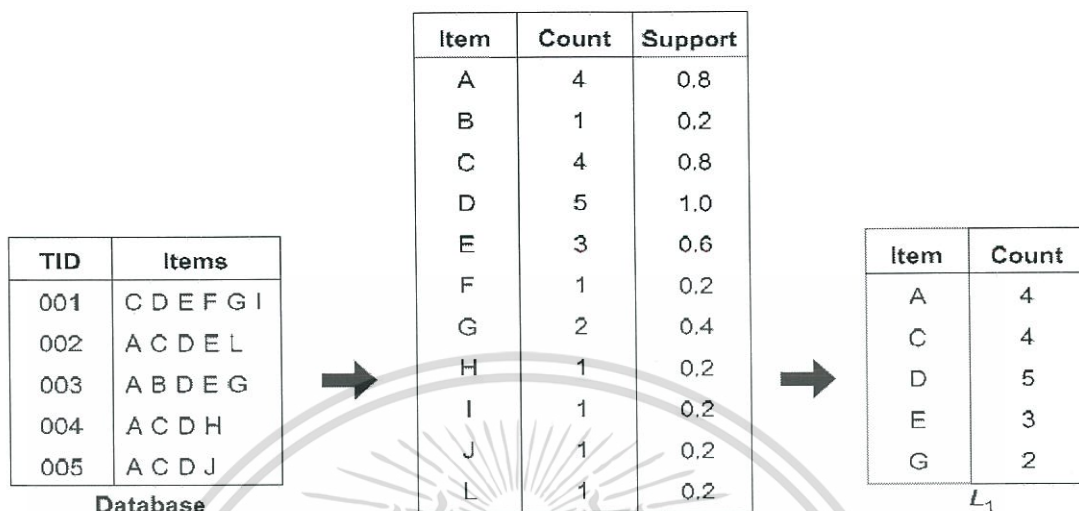 TID Items
001 C D E F G I
002 A C D E L
003 A B D E G
004 A C D H
005 A C D J
Database
Item Count Support
A 4 0.8
B 1 0.2
C 4 0.8
D 5 1.0
E 3 0.6
F 1 0.2
G 2 0.4
H 1 0.2
I 1 0.2
J 1 0.2
L 1 0.2
Item Count
A 4
C 4
D 5
E 3
G 2
L1